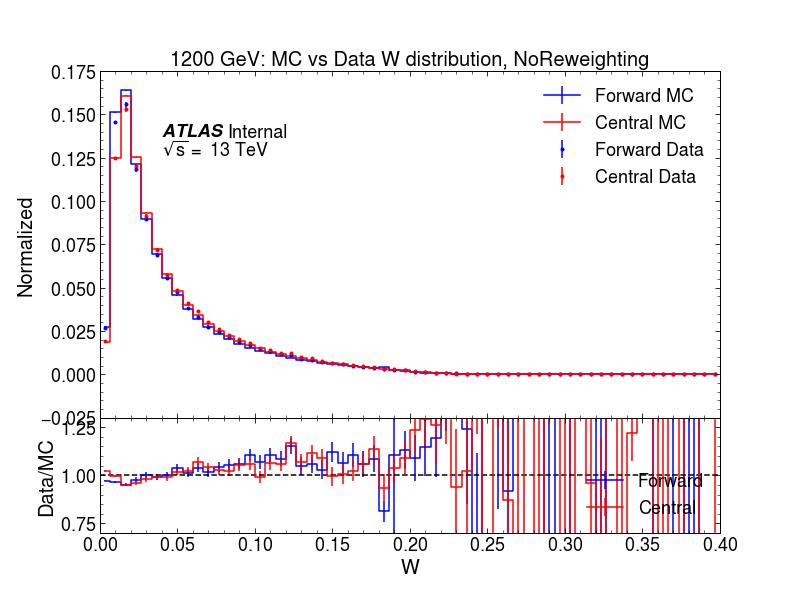 1200 GeV: MC vs Data W distribution, NoReweighting
0.175
0.150
0.125
0.100
0.075
0.050
0.025
0.000
−0.025
Normalized
ATLAS Internal
√s = 13 TeV
Forward MC
Central MC
Forward Data
Central Data
1.25
1.00
0.75
Data/MC
Forward
Central
0.00 0.05 0.10 0.15 0.20 0.25 0.30 0.35 0.40
W